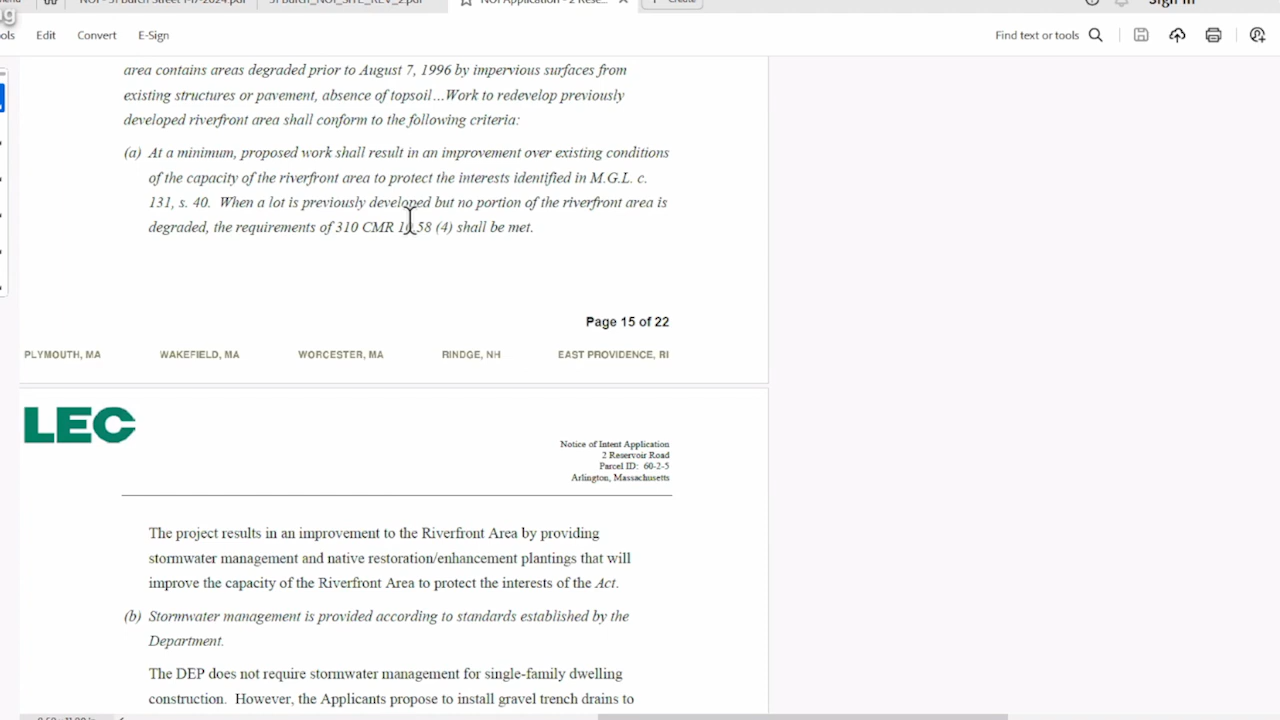 Edit Convert E-Sign
Find text or tools
area contains areas degraded prior to August 7, 1996 by impervious surfaces from
existing structures or pavement, absence of topsoil…Work to redevelop previously
developed riverfront area shall conform to the following criteria:
(a) At a minimum, proposed work shall result in an improvement over existing conditions
of the capacity of the riverfront area to protect the interests identified in M.G.L. c.
131, s. 40. When a lot is previously developed but no portion of the riverfront area is
degraded, the requirements of 310 CMR 10.58 (4) shall be met.
Page 15 of 22
PLYMOUTH, MA WAKEFIELD, MA WORCESTER, MA RINDGE, NH EAST PROVIDENCE, RI
LEC
Notice of Intent Application
2 Reservoir Road
Parcel ID: 60-2-5
Arlington, Massachusetts
The project results in an improvement to the Riverfront Area by providing
stormwater management and native restoration/enhancement plantings that will
improve the capacity of the Riverfront Area to protect the interests of the Act.
(b) Stormwater management is provided according to standards established by the
Department.
The DEP does not require stormwater management for single-family dwelling
construction. However, the Applicants propose to install gravel trench drains to